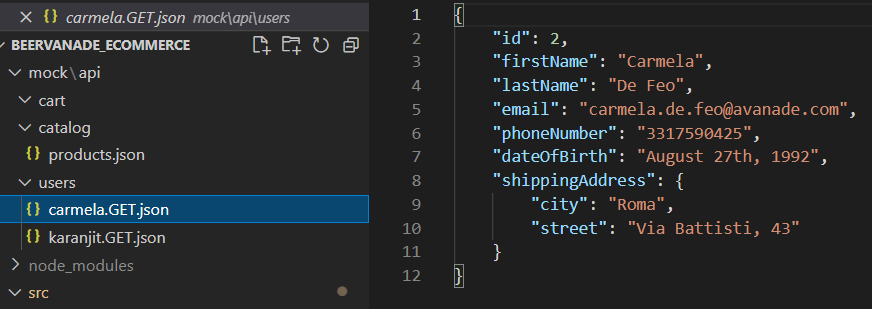 carmela.GET.json mock\api\users
BEERVANADE_ECOMMERCE
mock\api
cart
catalog
{} products.json
users
{} carmela.GET.json
{} karanjit.GET.json
node_modules
src
1 {
2 "id": 2,
3 "firstName": "Carmela",
4 "lastName": "De Feo",
5 "email": "carmela.de.feo@avanade.com",
6 "phoneNumber": "3317590425",
7 "dateOfBirth": "August 27th, 1992",
8 "shippingAddress": {
9 "city": "Roma",
10 "street": "Via Battisti, 43"
11 }
12 }